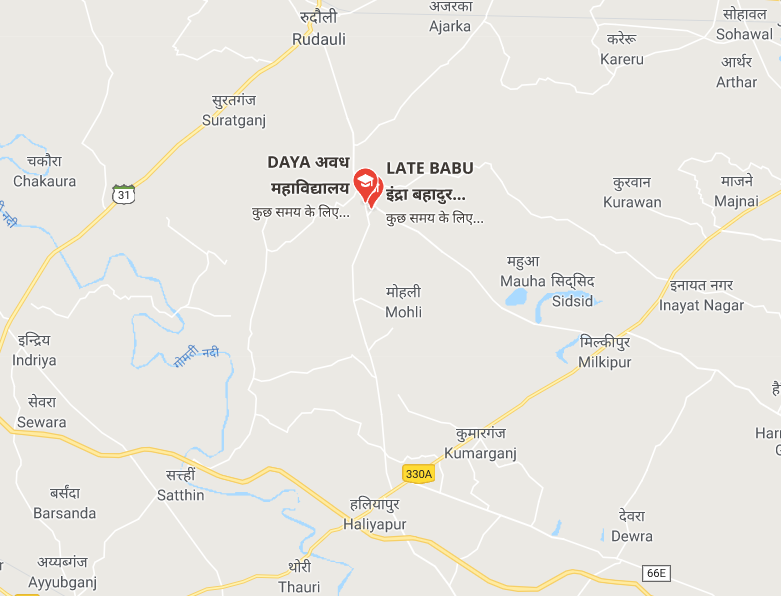 रुदौली
Rudauli
अजरका
Ajarka
सोहावल
Sohawal
करेरू
Kareru
आर्थर
Arthar
सुरतगंज
Suratganj
चकौरा
Chakaura
31
DAYA अवध
महाविद्यालय
कुछ समय के लिए...
LATE BABU
इंद्रा बहादुर...
कुछ समय के लिए...
कुरवान
Kurawan
माजने
Majnai
नदी
महुआ
Mauha
सिद्सिद
Sidsid
इनायत नगर
Inayat Nagar
मोहली
Mohli
इन्द्रिय
Indriya
गोमती नदी
मिल्कीपुर
Milkipur
सेवरा
Sewara
कुमारगंज
Kumarganj
330A
सत्हीं
Satthin
बर्संदा
Barsanda
हलियापुर
Haliyapur
देवरा
Dewra
अय्यब्गंज
Ayyubganj
थोरी
Thauri
66E